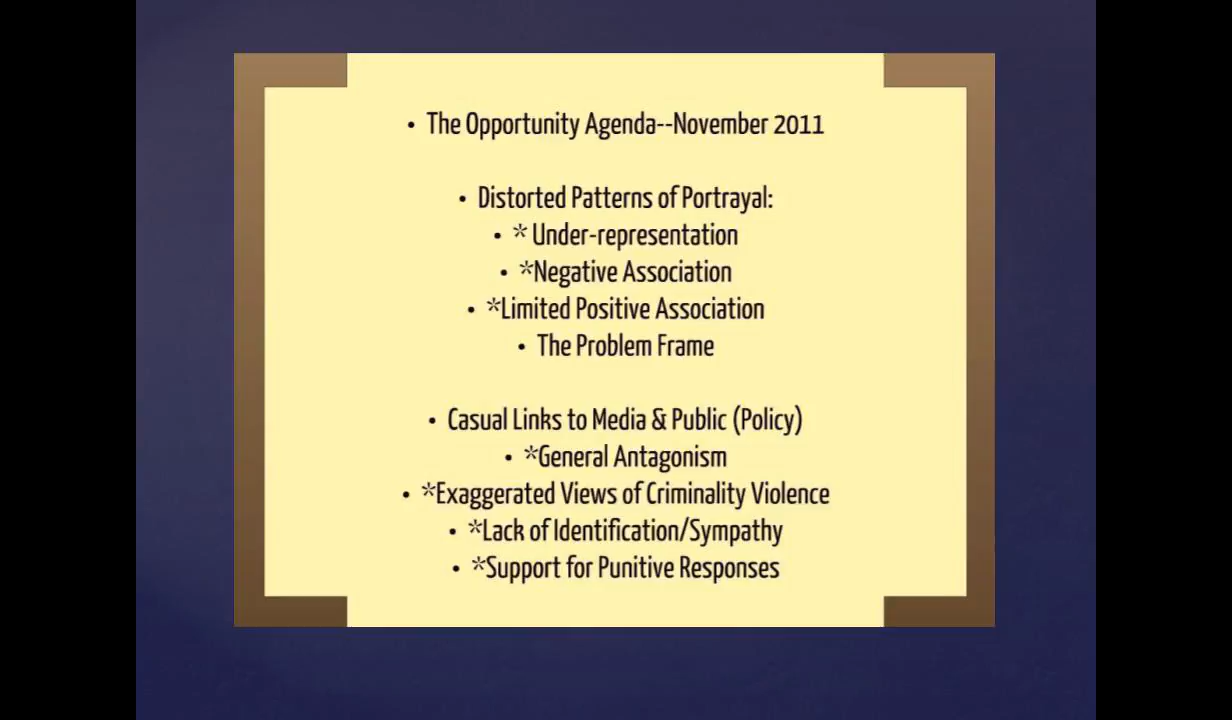 • The Opportunity Agenda--November 2011
• Distorted Patterns of Portrayal:
• * Under-representation
• *Negative Association
• *Limited Positive Association
• The Problem Frame
• Casual Links to Media & Public (Policy)
• *General Antagonism
• *Exaggerated Views of Criminality Violence
• *Lack of Identification/Sympathy
• *Support for Punitive Responses